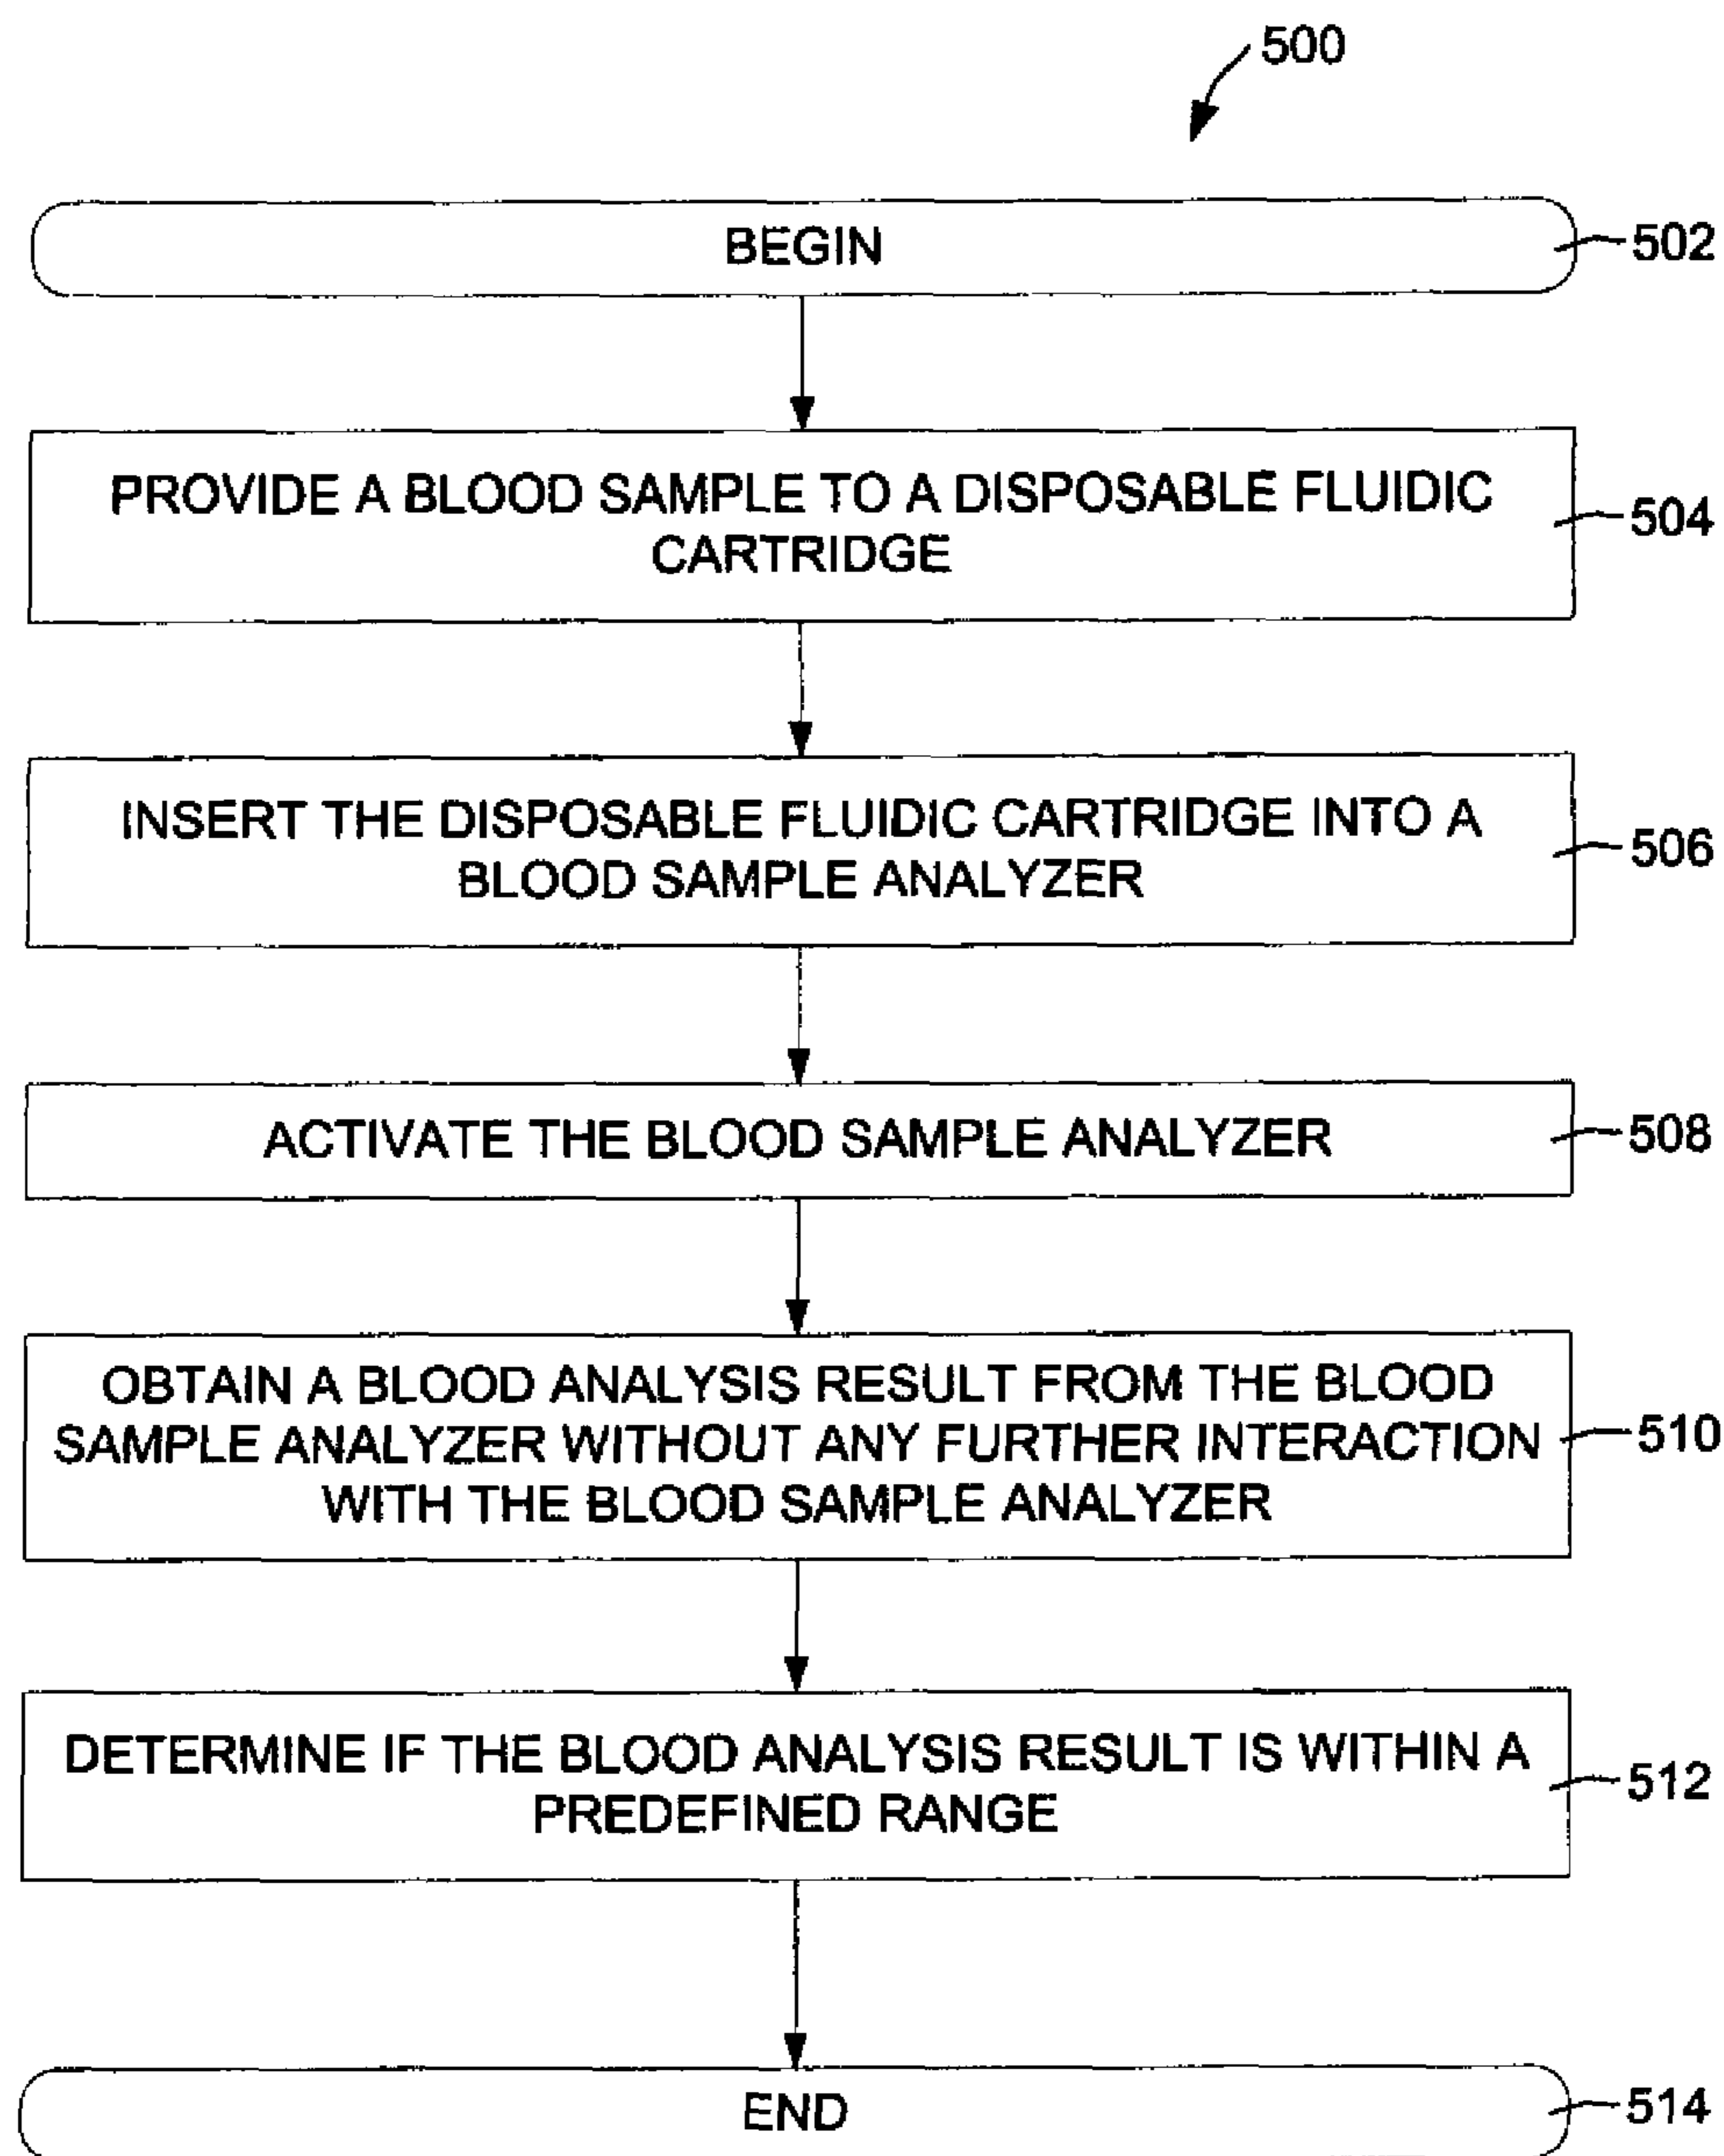 500
BEGIN
502
PROVIDE A BLOOD SAMPLE TO A DISPOSABLE FLUIDIC
CARTRIDGE
504
INSERT THE DISPOSABLE FLUIDIC CARTRIDGE INTO A
BLOOD SAMPLE ANALYZER
506
ACTIVATE THE BLOOD SAMPLE ANALYZER
508
OBTAIN A BLOOD ANALYSIS RESULT FROM THE BLOOD
SAMPLE ANALYZER WITHOUT ANY FURTHER INTERACTION
WITH THE BLOOD SAMPLE ANALYZER
510
DETERMINE IF THE BLOOD ANALYSIS RESULT IS WITHIN A
PREDEFINED RANGE
512
END
514